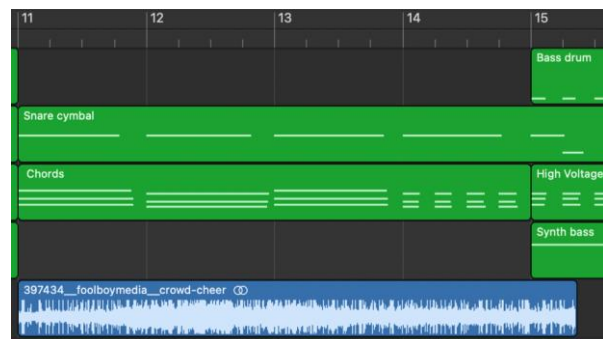 11 12 13 14 15
Bass drum
Snare cymbal
Chords
High Voltage
Synth bass
397434__foolboymedia__crowd-cheer